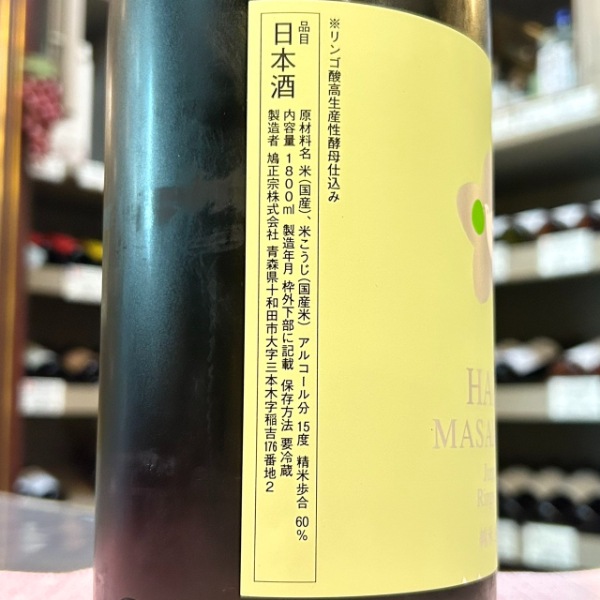 ※リンゴ酸高生産性酵母仕込み
品目
日本酒
原材料名 米(国産)、米こうじ(国産米) アルコール分 15度 精米歩合 60%
内容量 1800ml 製造年月 枠外下部に記載 保存方法 要冷蔵
製造者 鳩正宗株式会社 青森県十和田市大字三本木字稲吉176番地2
HA
MASA